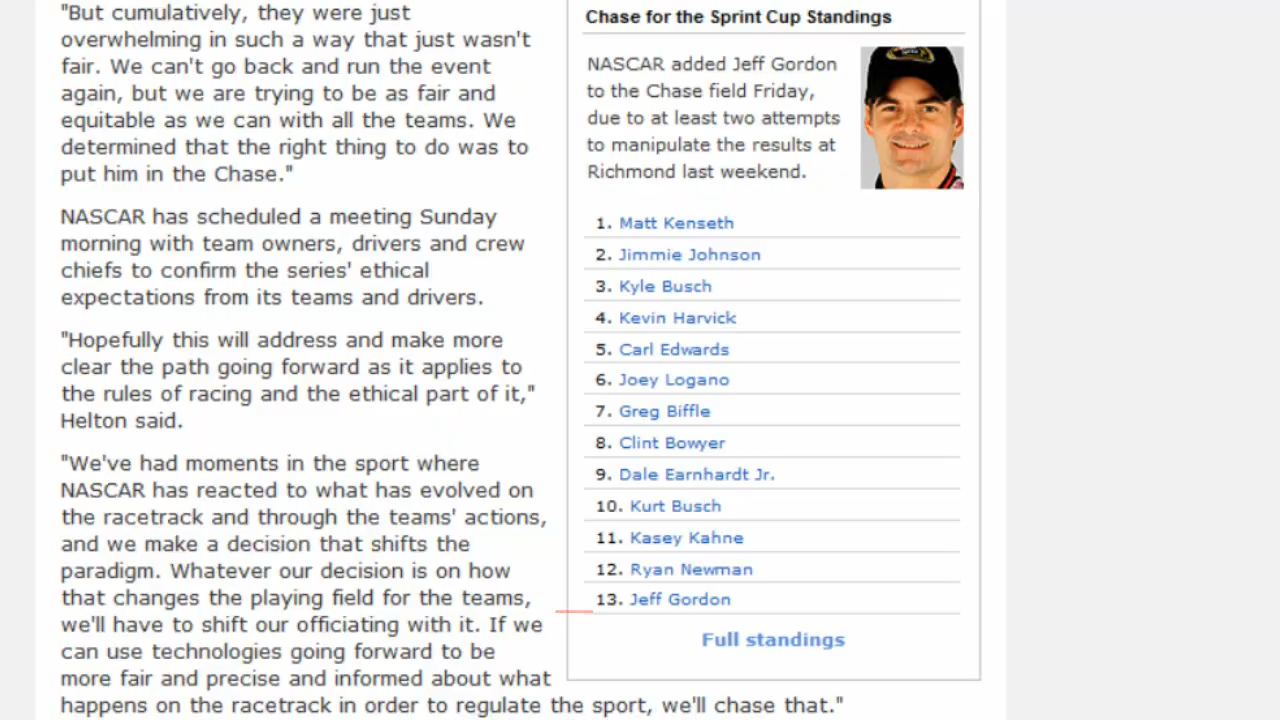 "But cumulatively, they were just
overwhelming in such a way that just wasn't
fair. We can't go back and run the event
again, but we are trying to be as fair and
equitable as we can with all the teams. We
determined that the right thing to do was to
put him in the Chase."
NASCAR has scheduled a meeting Sunday
morning with team owners, drivers and crew
chiefs to confirm the series' ethical
expectations from its teams and drivers.
"Hopefully this will address and make more
clear the path going forward as it applies to
the rules of racing and the ethical part of it,"
Helton said.
"We've had moments in the sport where
NASCAR has reacted to what has evolved on
the racetrack and through the teams' actions,
and we make a decision that shifts the
paradigm. Whatever our decision is on how
that changes the playing field for the teams,
we'll have to shift our officiating with it. If we
can use technologies going forward to be
more fair and precise and informed about what
happens on the racetrack in order to regulate the sport, we'll chase that."
Chase for the Sprint Cup Standings
NASCAR added Jeff Gordon
to the Chase field Friday,
due to at least two attempts
to manipulate the results at
Richmond last weekend.
1. Matt Kenseth
2. Jimmie Johnson
3. Kyle Busch
4. Kevin Harvick
5. Carl Edwards
6. Joey Logano
7. Greg Biffle
8. Clint Bowyer
9. Dale Earnhardt Jr.
10. Kurt Busch
11. Kasey Kahne
12. Ryan Newman
13. Jeff Gordon
Full standings